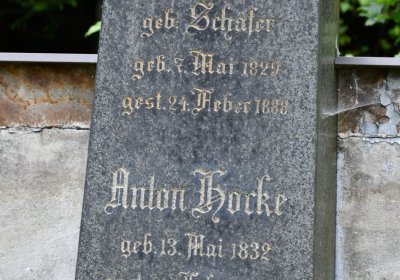 geb. Schäfer
geb. 7. Mai 1829
gest. 24. Feber 1888
Anton Hocke
geb. 13. Mai 1832